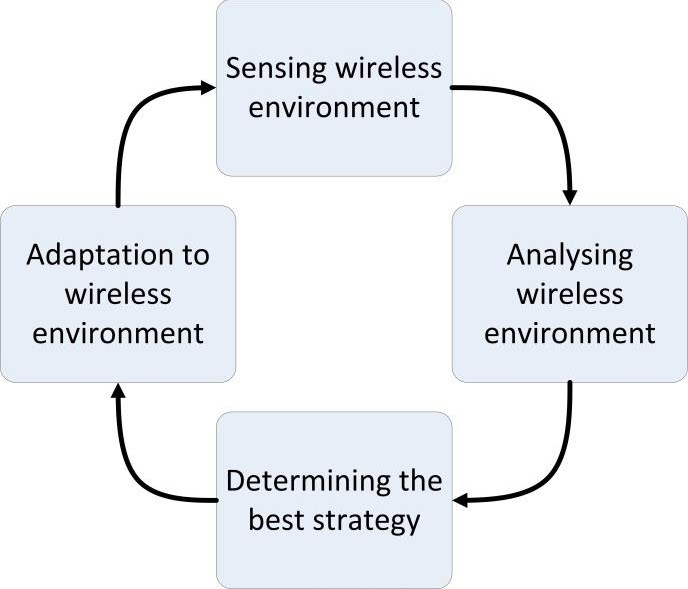 Sensing wireless
environment
Adaptation to
wireless
environment
Analysing
wireless
environment
Determining the
best strategy